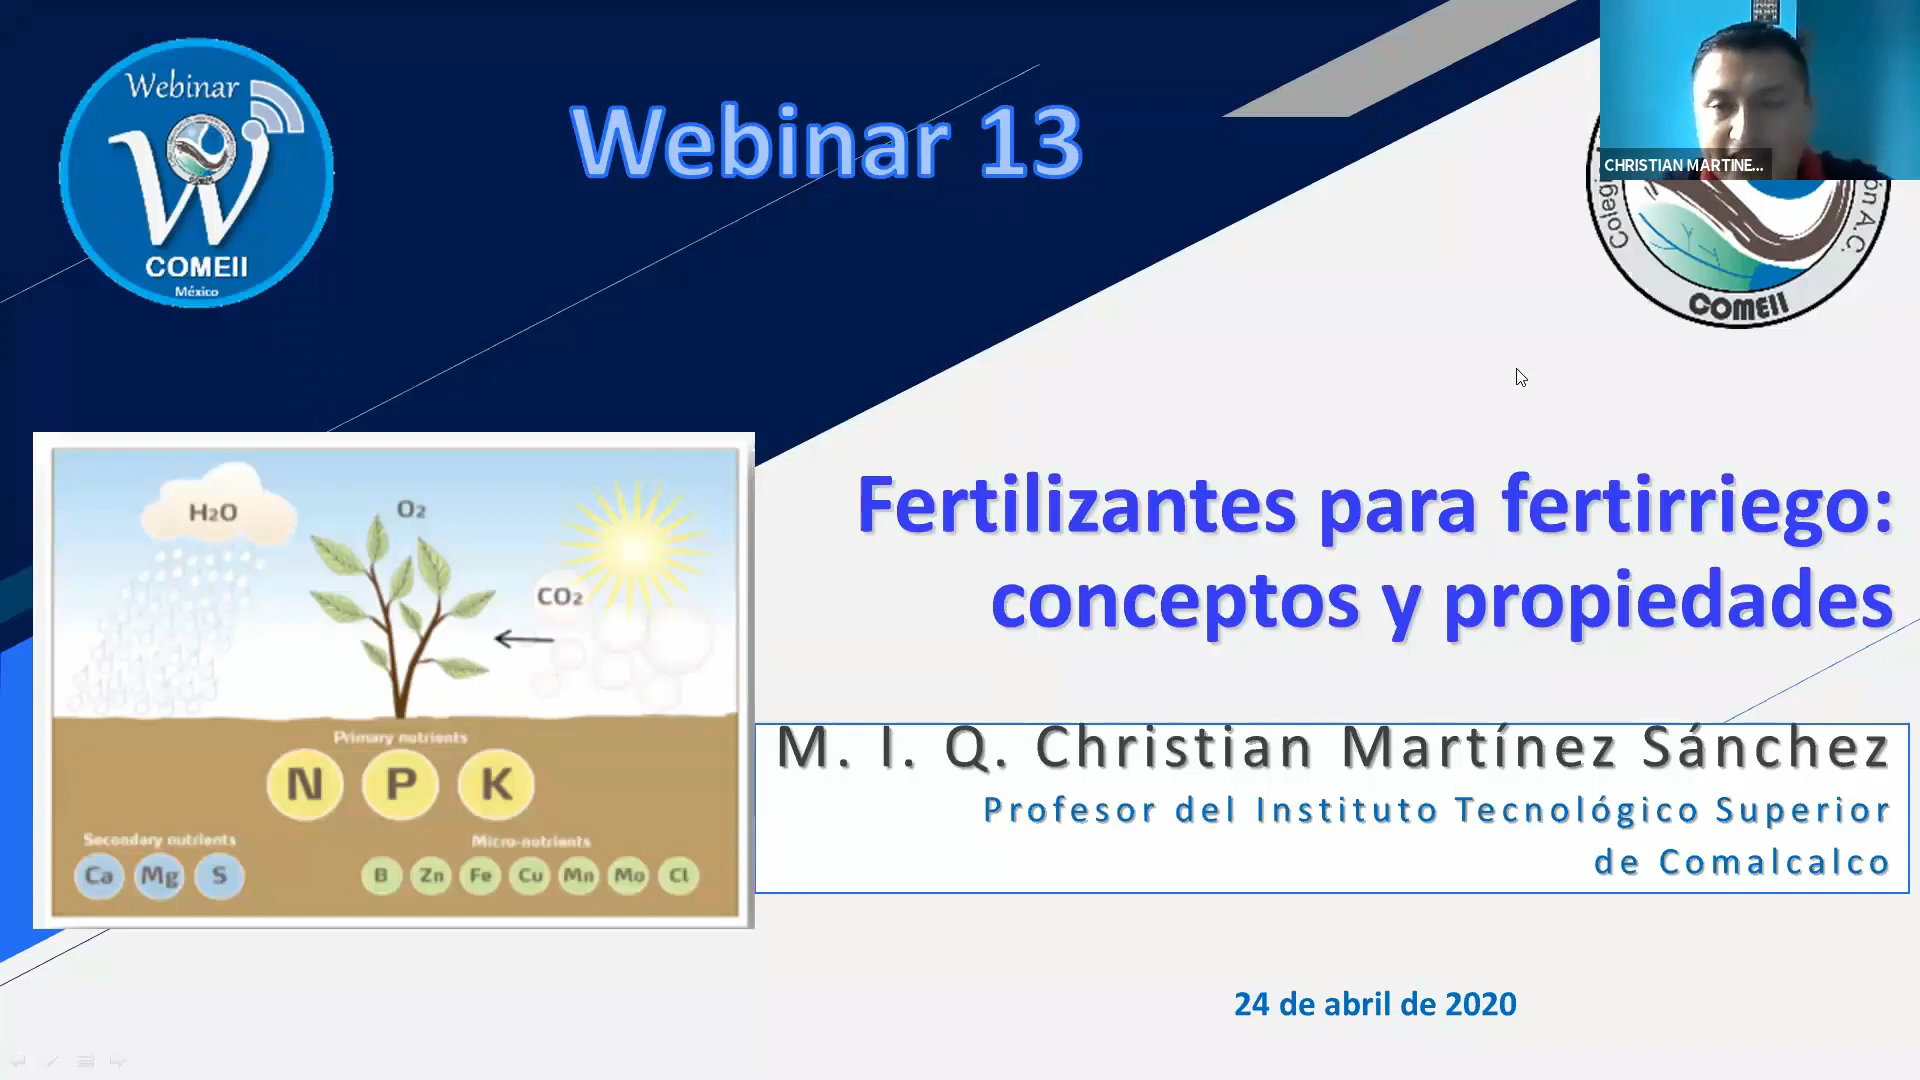 Webinar
COMEII
México
Webinar 13
CHRISTIAN MARTINE...
Colegi
ón A.C.
COMEII
H2O
O2
CO2
Primary nutrients
N P K
Secondary nutrients
Ca Mg S
Micro-nutrients
B Zn Fe Cu Mn Mo Cl
Fertilizantes para fertirriego:
conceptos y propiedades
M. I. Q. Christian Martínez Sánchez
Profesor del Instituto Tecnológico Superior
de Comalcalco
24 de abril de 2020